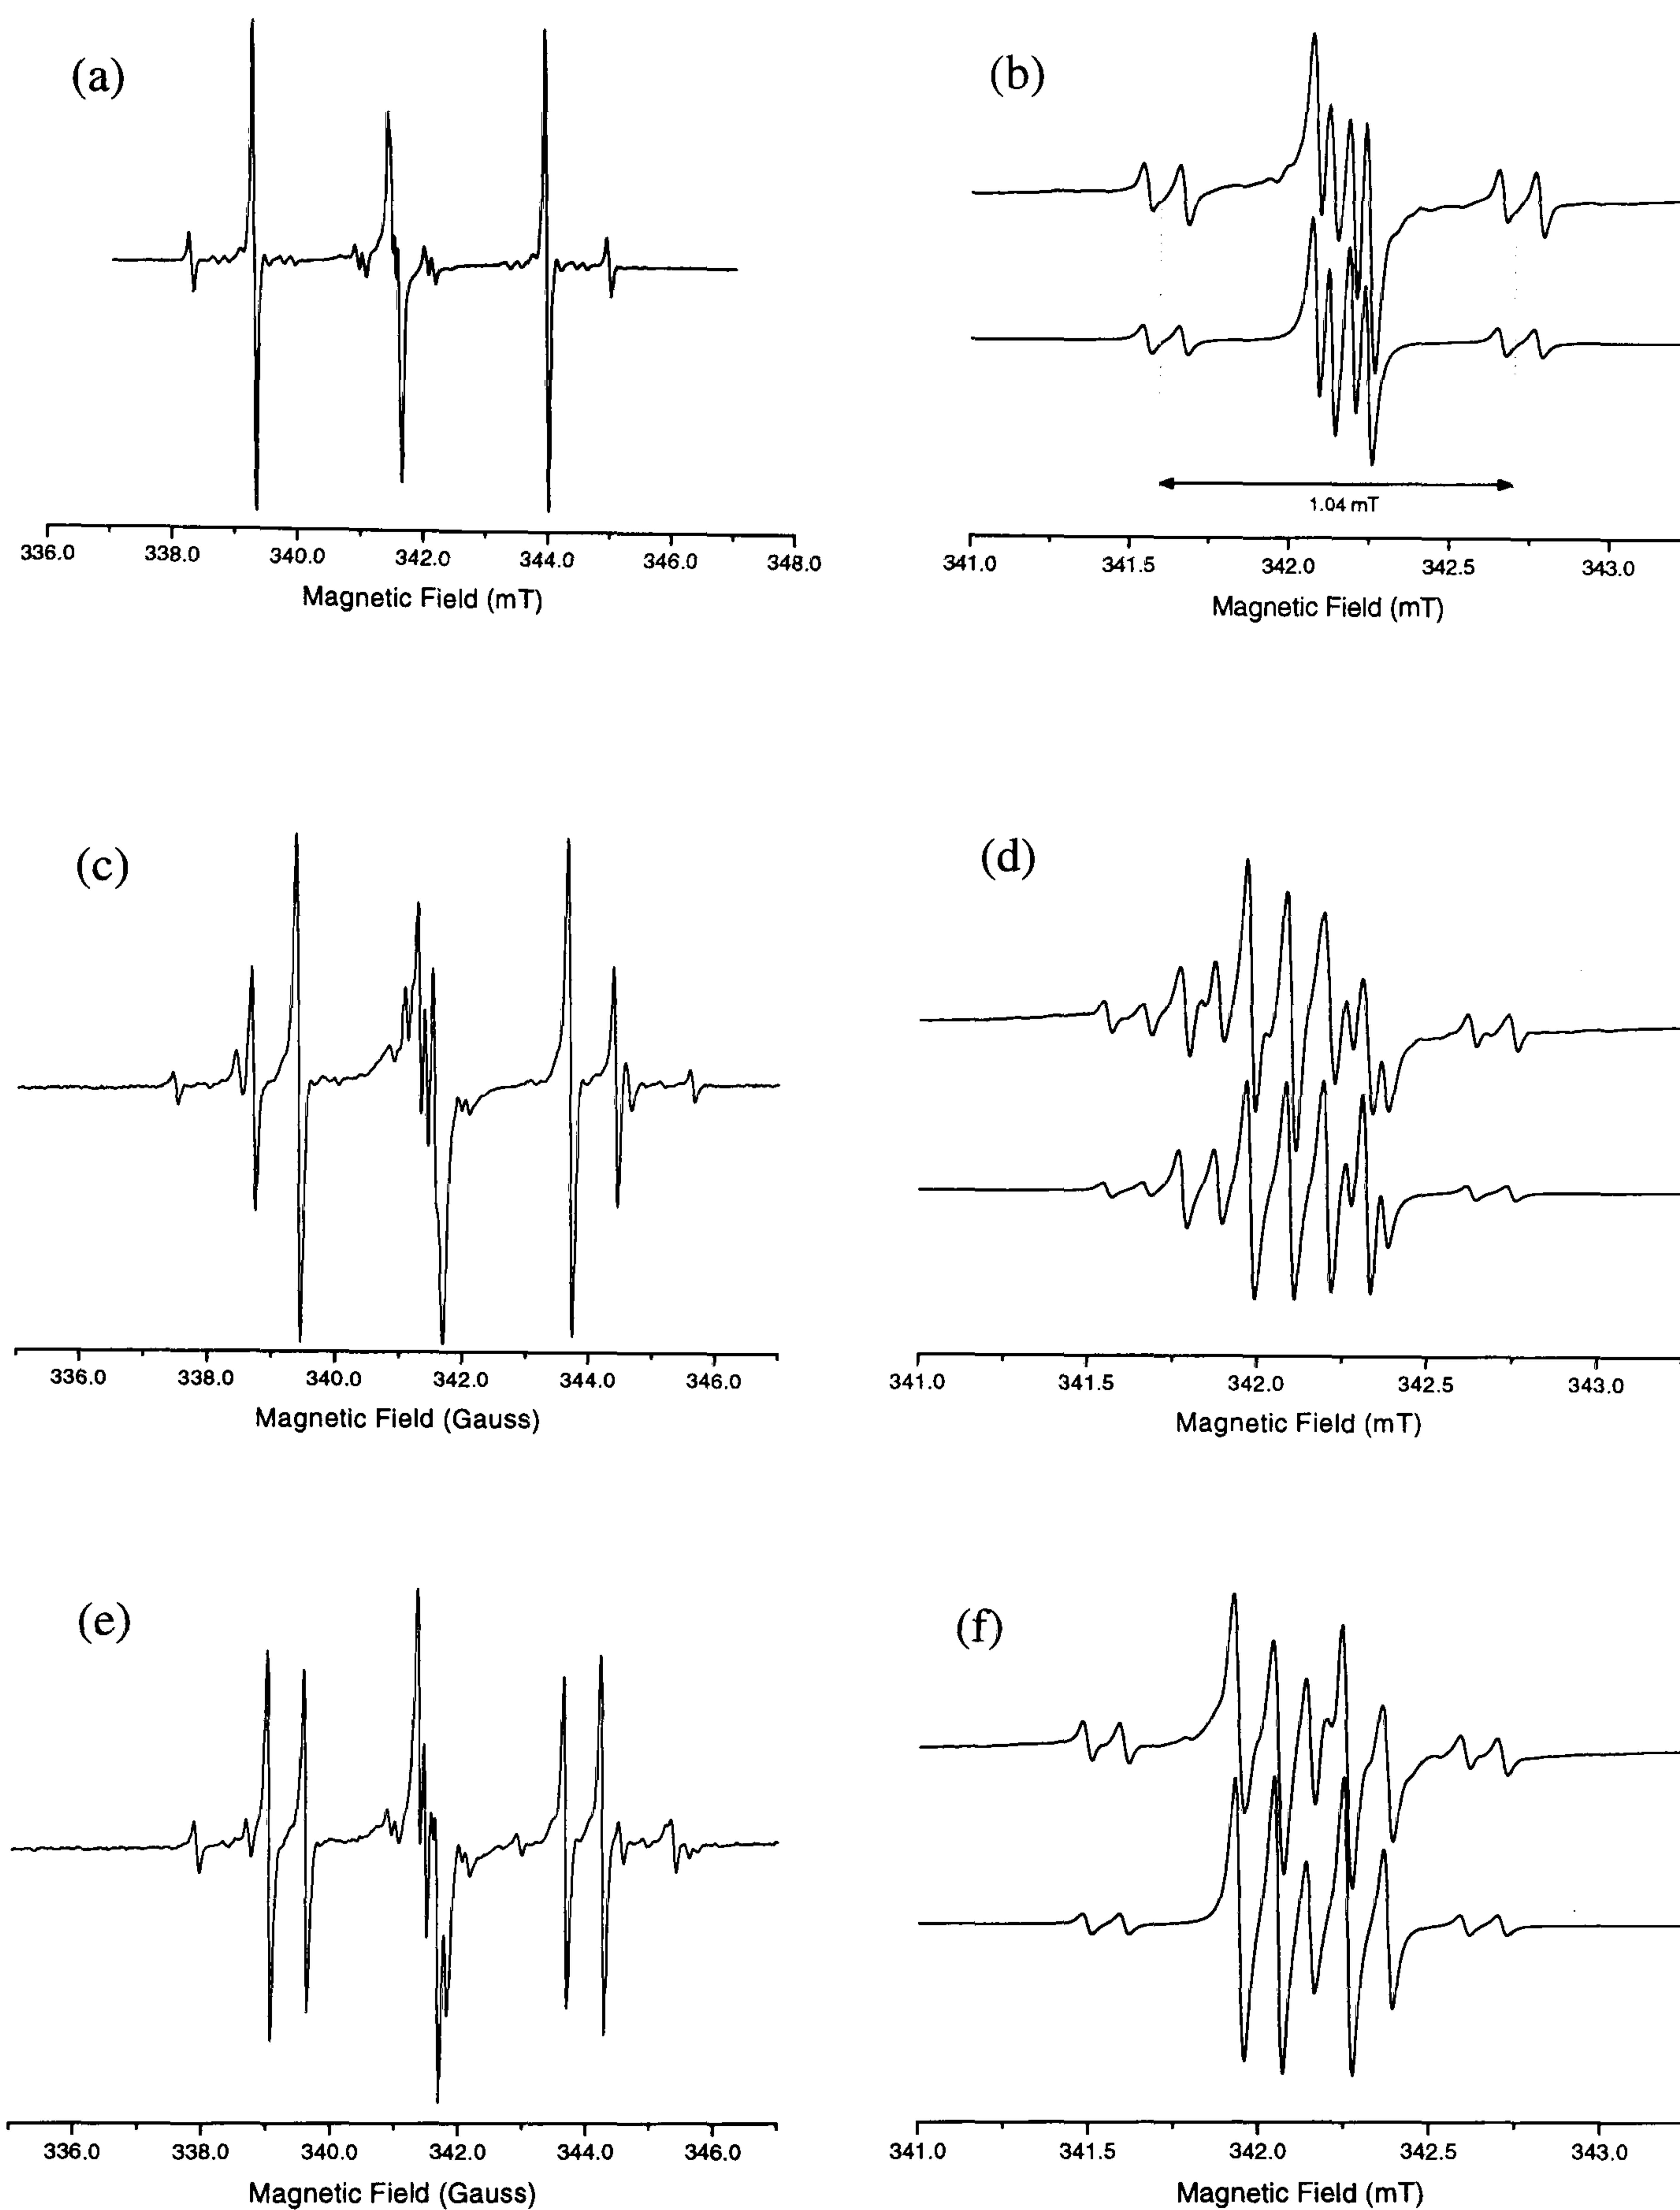 (a)
336.0 338.0 340.0 342.0 344.0 346.0 348.0
Magnetic Field (mT)
(b)
1.04 mT
341.0 341.5 342.0 342.5 343.0
Magnetic Field (mT)
(c)
336.0 338.0 340.0 342.0 344.0 346.0
Magnetic Field (Gauss)
(d)
341.0 341.5 342.0 342.5 343.0
Magnetic Field (mT)
(e)
336.0 338.0 340.0 342.0 344.0 346.0
Magnetic Field (Gauss)
(f)
341.0 341.5 342.0 342.5 343.0
Magnetic Field (mT)